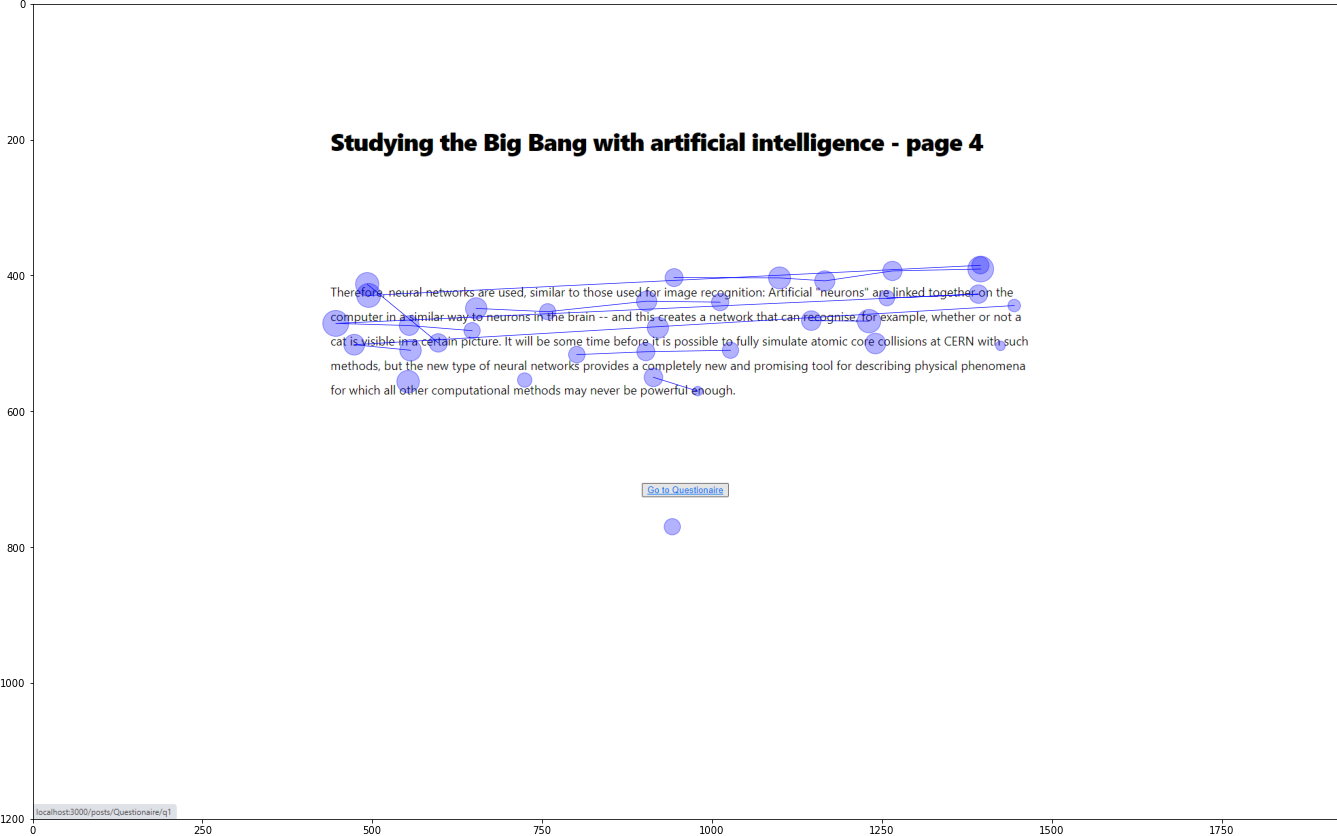 0
200
400
600
800
1000
1200
Studying the Big Bang with artificial intelligence - page 4
Therefore, neural networks are used, similar to those used for image recognition: Artificial "neurons" are linked together on the
computer in a similar way to neurons in the brain -- and this creates a network that can recognise, for example, whether or not a
cat is visible in a certain picture. It will be some time before it is possible to fully simulate atomic core collisions at CERN with such
methods, but the new type of neural networks provides a completely new and promising tool for describing physical phenomena
for which all other computational methods may never be powerful enough.
Go to Questionaire
localhost:3000/posts/Questionaire/q1
0 250 500 750 1000 1250 1500 1750